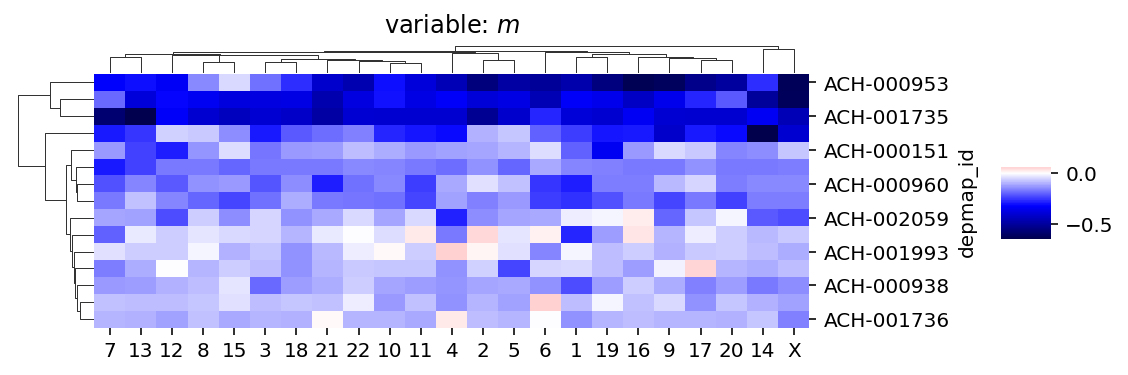 variable: m
ACH-000953
ACH-001735
ACH-000151
ACH-000960
ACH-002059
ACH-001993
ACH-000938
ACH-001736
depmap_id
0.0
−0.5
7 13 12 8 15 3 18 21 22 10 11 4 2 5 6 1 19 16 9 17 20 14 X